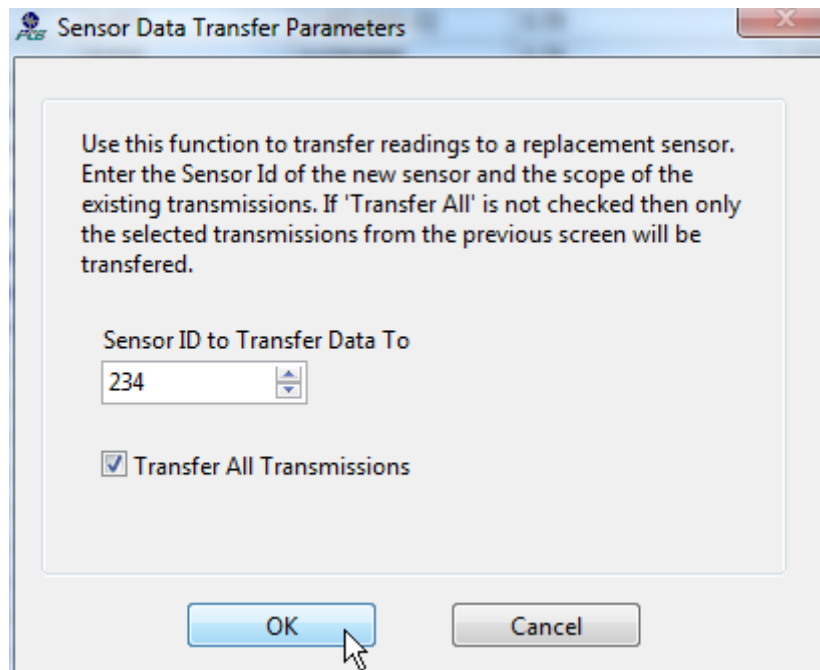 Sensor Data Transfer Parameters
Use this function to transfer readings to a replacement sensor.
Enter the Sensor Id of the new sensor and the scope of the
existing transmissions. If 'Transfer All' is not checked then only
the selected transmissions from the previous screen will be
transfered.
Sensor ID to Transfer Data To
234
Transfer All Transmissions
OK
Cancel